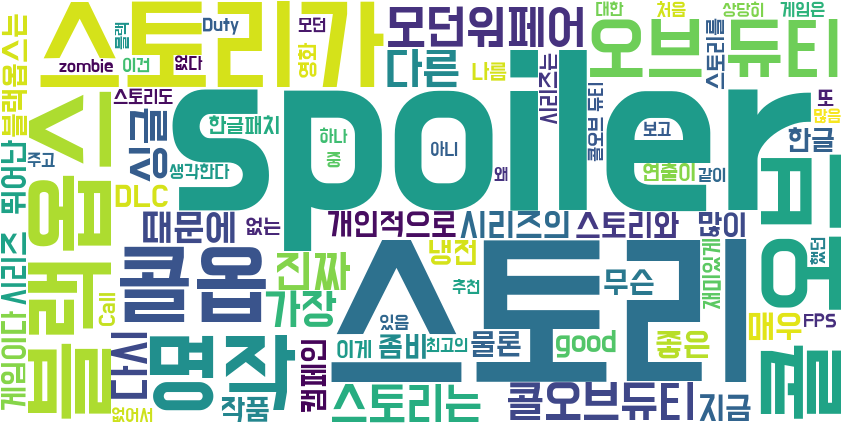 스토리가
Duty
모던
모던워페어
대한
처음
상당히
게임은
블랙옵스는
블랙
zombie
이건
없다
영화
다른
나름
시리즈는
오브
듀티
스토리를
스토리도
spoiler
또
많음
블랙옵스
뛰어난
주고
싱글
한글패치
하나
중
아니
왜
콜오브
듀티
보고
한글
생각한다
연출이
같이
DLC
때문에
없는
개인적으로
시리즈의
스토리와
많이
오브
시리즈
콜옵
진짜
냉전
추천
스토리
무슨
재미있게
했던
Call
가장
있음
매우
FPS
게임이다
다시
명작
캠페인
이게
좀비
최고의
물론
good
좋은
콜
없어서
작품
스토리는
콜오브듀티
지금